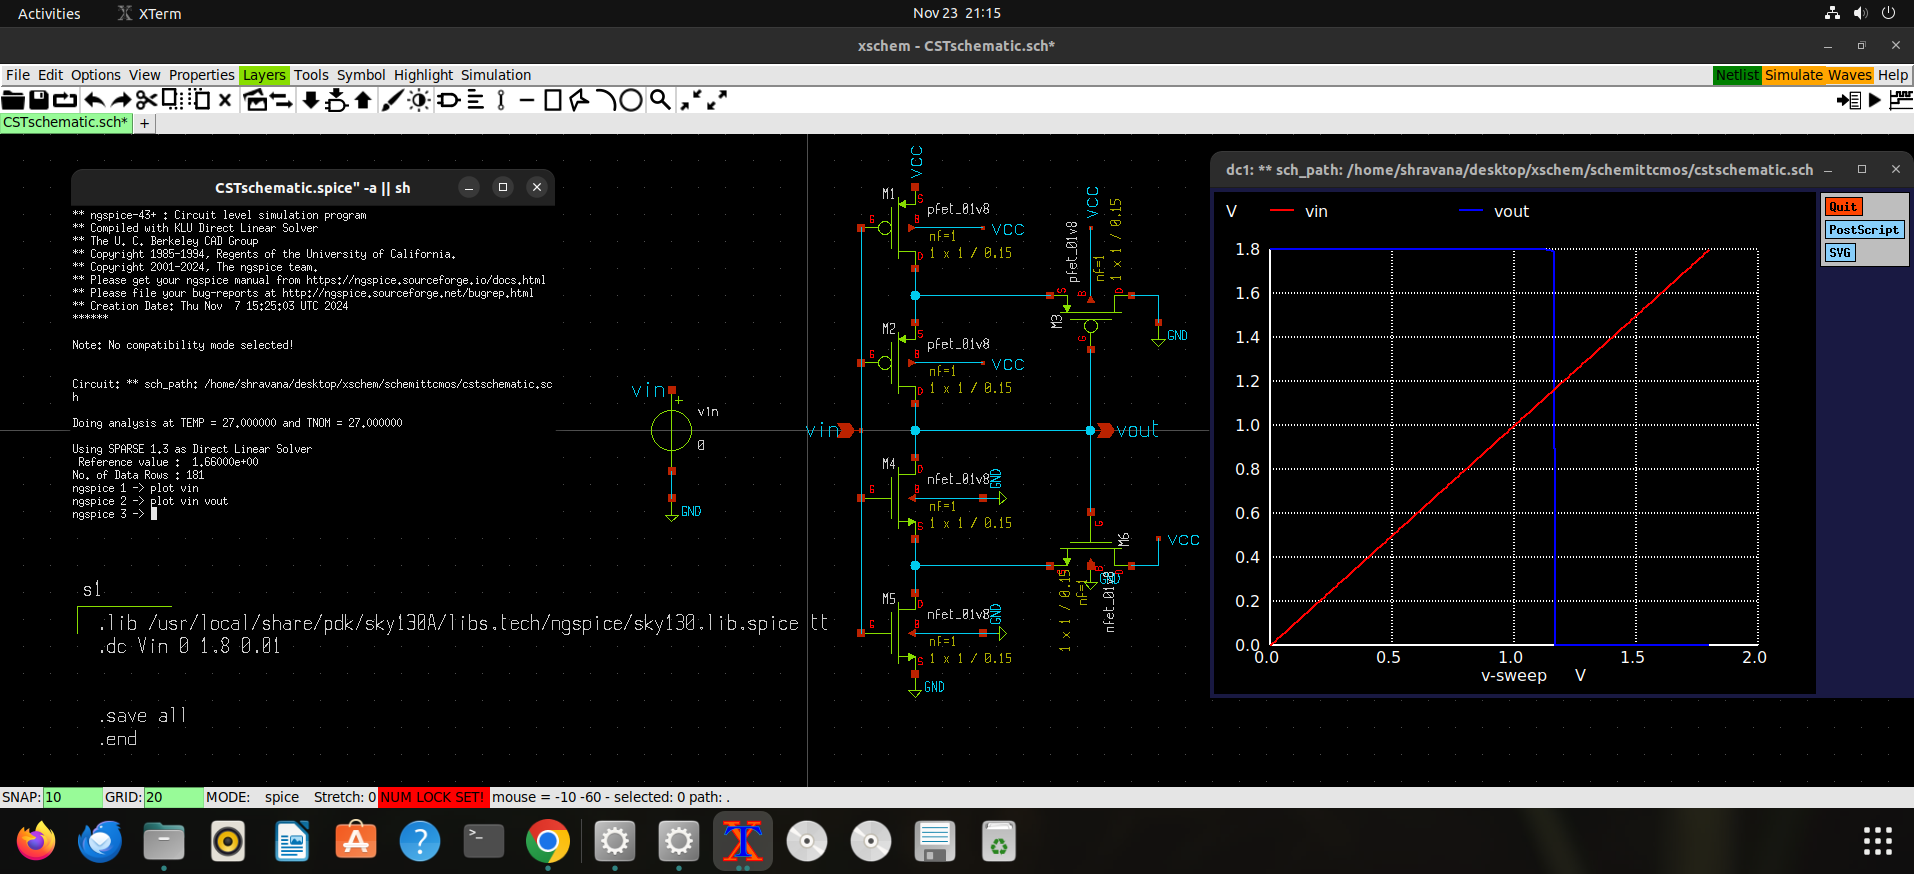 Activities
XTerm
Nov 23 21:15
xschem - CSTschematic.sch*
File Edit Options View Properties Layers Tools Symbol Highlight Simulation
Netlist Simulate Waves Help
CSTschematic.sch* +
CSTschematic.spice" -a || sh
** ngspice-43+ : Circuit level simulation program
** Compiled with KLU Direct Linear Solver
** The U. C. Berkeley CAD Group
** Copyright 1985-1994, Regents of the University of California.
** Copyright 2001-2024, The ngspice team.
** Please get your ngspice manual from https://ngspice.sourceforge.io/docs.html
** Please file your bug-reports at http://ngspice.sourceforge.net/bugrep.html
** Creation Date: Thu Nov  7 15:25:03 UTC 2024
******
Note: No compatibility mode selected!
Circuit: ** sch_path: /home/shravana/desktop/xschem/schemittcmos/cstschematic.sc
h
Doing analysis at TEMP = 27.000000 and TNOM = 27.000000
Using SPARSE 1.3 as Direct Linear Solver
Reference value :  1.66000e+00
No. of Data Rows : 181
ngspice 1 -> plot vin
ngspice 2 -> plot vin vout
ngspice 3 ->
s1
.lib /usr/local/share/pdk/sky130A/libs.tech/ngspice/sky130.lib.spice tt
.dc Vin 0 1.8 0.01
.save all
.end
vin
+
vin
0
GND
VCC
M1
S
pfet_01v8
G
B
VCC
nf=1
1 x 1 / 0.15
D
M2
S
pfet_01v8
G
B
VCC
nf=1
1 x 1 / 0.15
D
VCC
pfet_01v8
nf=1
1 x 1 / 0.15
S
B
D
M3
G
GND
vin
vout
M4
D
nfet_01v8
GND
G
B
nf=1
1 x 1 / 0.15
S
G
M6
VCC
S
B
D
GND
1 x 1 / 0.15
nf=1
nfet_01v8
M5
D
nfet_01v8
GND
G
B
nf=1
1 x 1 / 0.15
S
GND
dc1: ** sch_path: /home/shravana/desktop/xschem/schemittcmos/cstschematic.sch
V
vin
vout
Quit
PostScript
SVG
1.8
1.6
1.4
1.2
1.0
0.8
0.6
0.4
0.2
0.0
0.0 0.5 1.0 1.5 2.0
v-sweep V
SNAP: 10 GRID: 20 MODE: spice Stretch: 0 NUM LOCK SET! mouse = -10 -60 - selected: 0 path: .